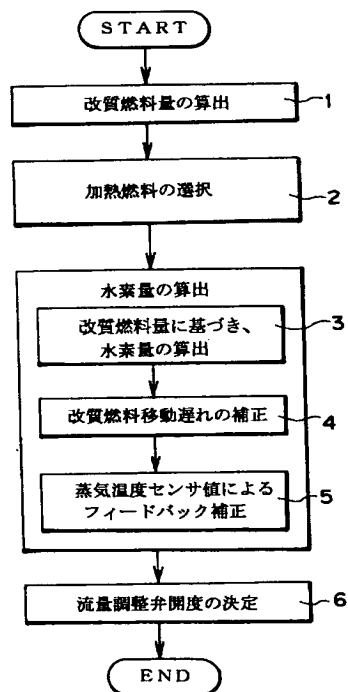 START
改質燃料量の算出
1
加熱燃料の選択
2
水素量の算出
改質燃料量に基づき、
水素量の算出
3
改質燃料移動遅れの補正
4
蒸気温度センサ値による
フィードバック補正
5
流量調整弁開度の決定
6
END